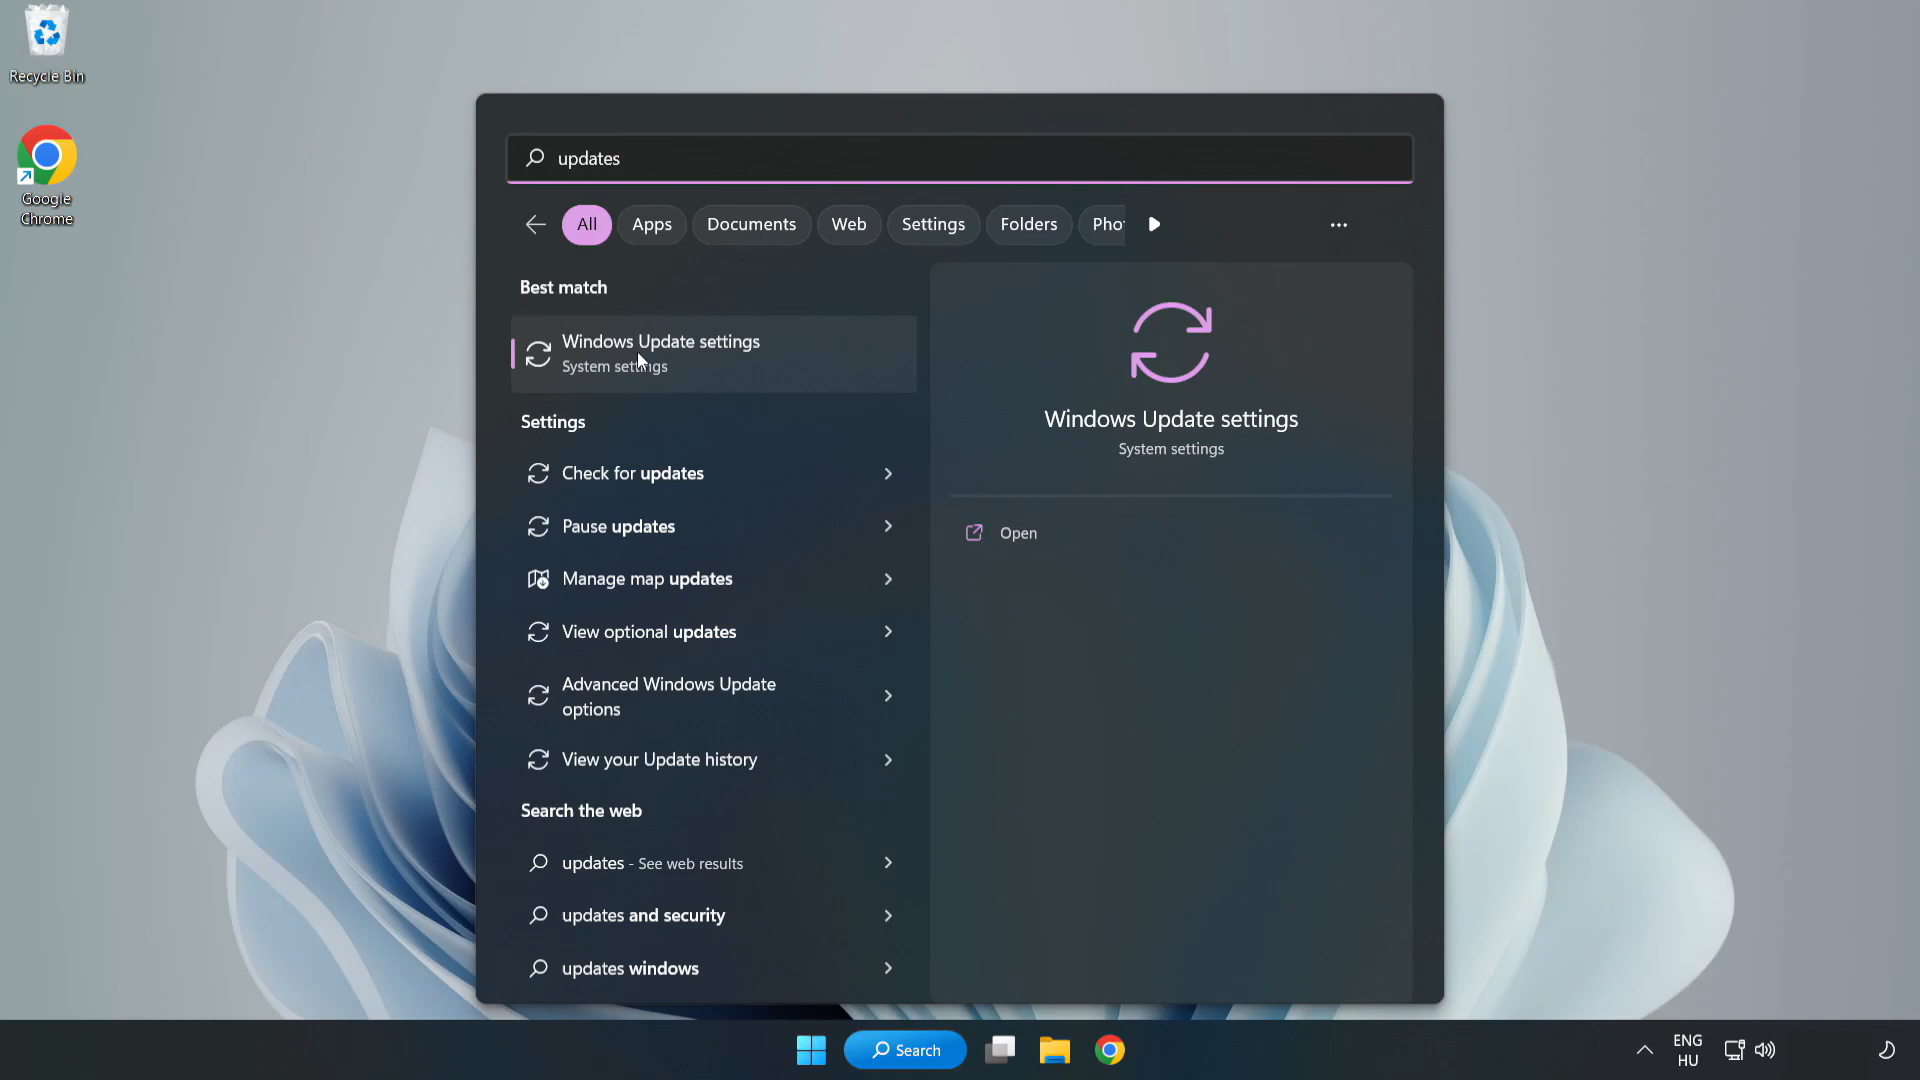 Recycle Bin
Google
Chrome
updates
All
Apps
Documents
Web
Settings
Folders
Pho
Best match
Windows Update settings
System settings
Settings
Check for updates
Pause updates
Manage map updates
View optional updates
Advanced Windows Update
options
View your Update history
Search the web
updates - See web results
updates and security
updates windows
Windows Update settings
System settings
Open
Search
ENG
HU